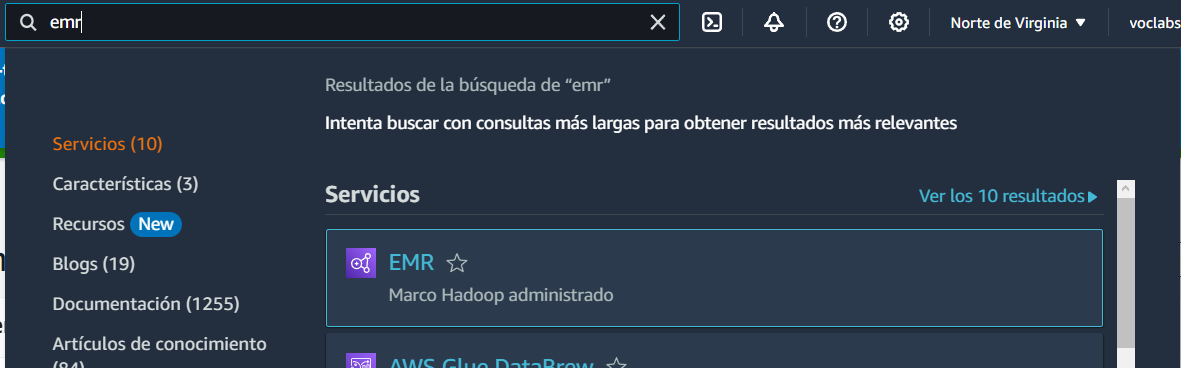 emr
Norte de Virginia
voclabs
Resultados de la búsqueda de “emr”
Intenta buscar con consultas más largas para obtener resultados más relevantes
Servicios (10)
Características (3)
Recursos New
Blogs (19)
Documentación (1255)
Artículos de conocimiento
(84)
Servicios
Ver los 10 resultados
EMR
Marco Hadoop administrado
AWS Glue DataBrew